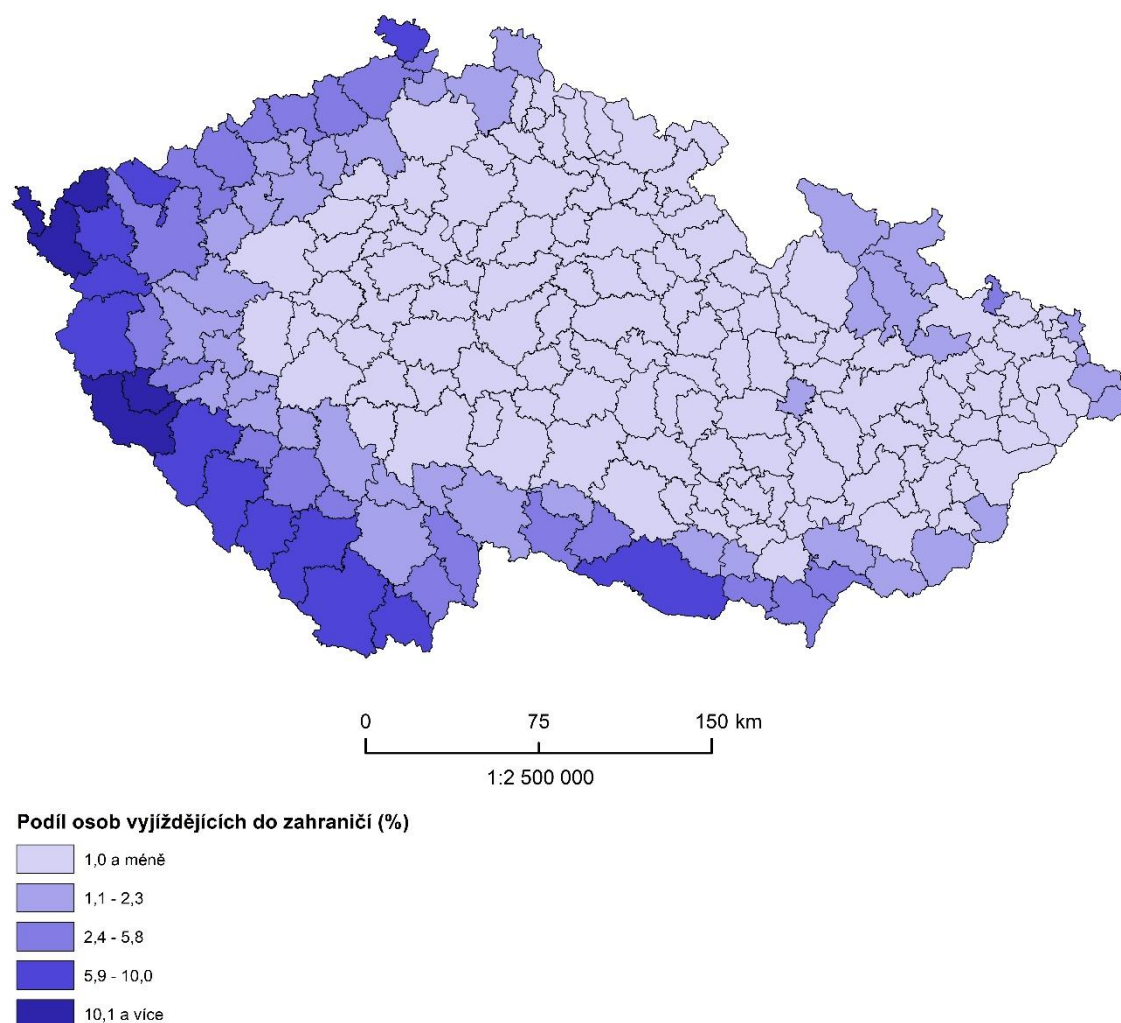 0 75 150 km
1:2 500 000
Podíl osob vyjíždějících do zahraničí (%)
1,0 a méně
1,1 - 2,3
2,4 - 5,8
5,9 - 10,0
10,1 a více